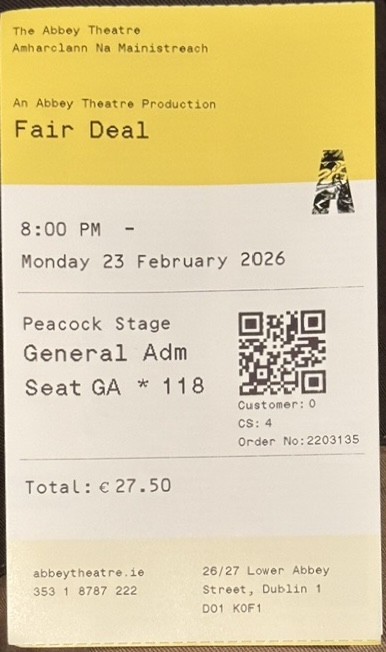 The Abbey Theatre
Amharclann Na Mainistreach
An Abbey Theatre Production
Fair Deal
8:00 PM -
Monday 23 February 2026
Peacock Stage
General Adm
Seat GA * 118
Customer: 0
CS: 4
Order No:2203135
Total: € 27.50
abbeytheatre.ie
353 1 8787 222
26/27 Lower Abbey
Street, Dublin 1
D01 K0F1